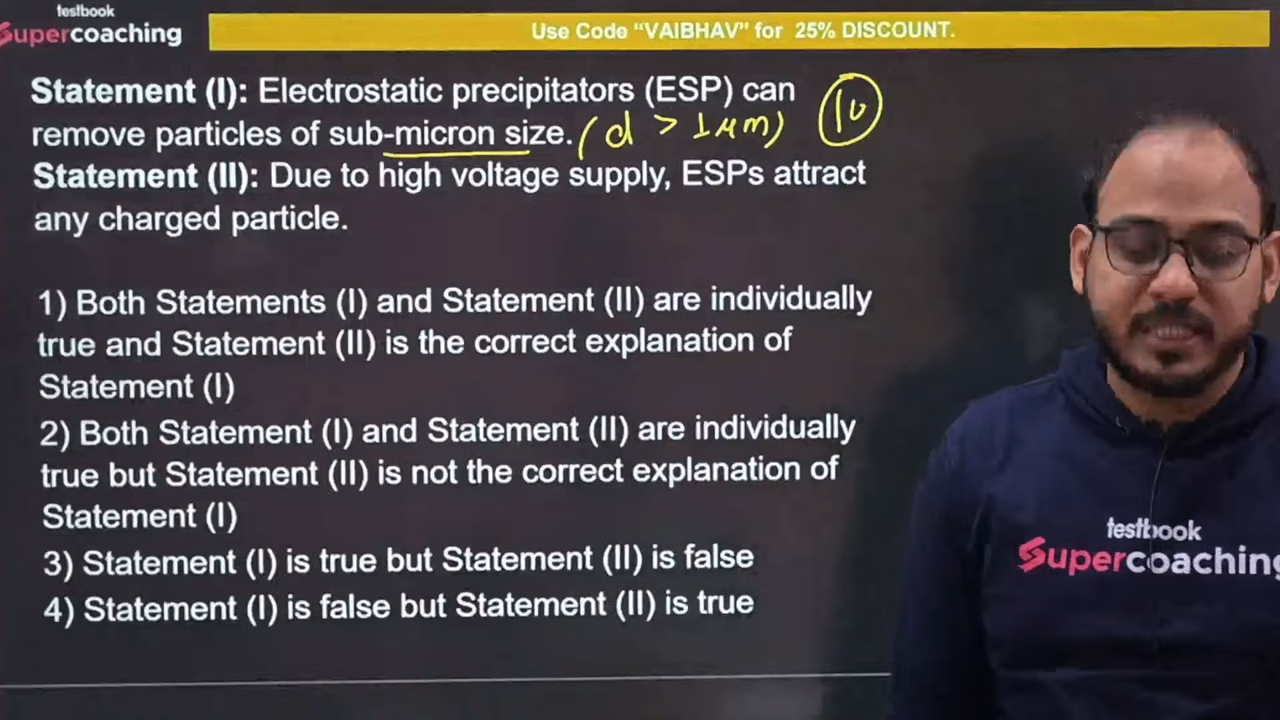 testbook
Supercoaching
Use Code “VAIBHAV” for 25% DISCOUNT.
Statement (I): Electrostatic precipitators (ESP) can
remove particles of sub-micron size. (d > 1 μm)
Statement (II): Due to high voltage supply, ESPs attract
any charged particle.
1) Both Statements (I) and Statement (II) are individually
true and Statement (II) is the correct explanation of
Statement (I)
2) Both Statement (I) and Statement (II) are individually
true but Statement (II) is not the correct explanation of
Statement (I)
3) Statement (I) is true but Statement (II) is false
4) Statement (I) is false but Statement (II) is true
testbook
Supercoaching